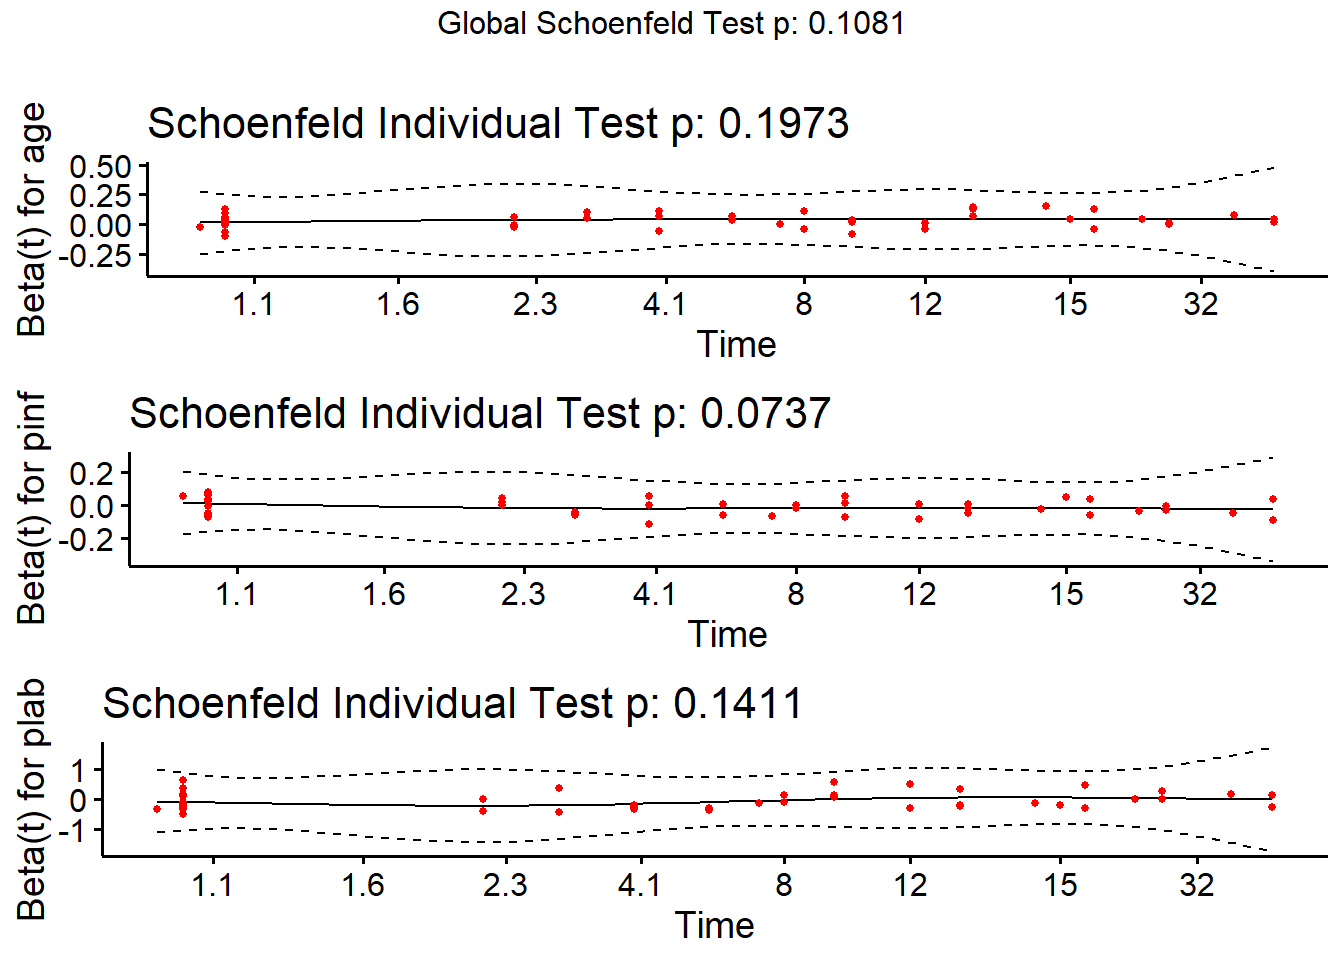 Global Schoenfeld Test p: 0.1081
Schoenfeld Individual Test p: 0.1973
Beta(t) for age
0.50
0.25
0.00
-0.25
1.1 1.6 2.3 4.1 8 12 15 32
Time
Schoenfeld Individual Test p: 0.0737
Beta(t) for pinf
0.2
0.0
-0.2
1.1 1.6 2.3 4.1 8 12 15 32
Time
Schoenfeld Individual Test p: 0.1411
Beta(t) for plab
1
0
-1
1.1 1.6 2.3 4.1 8 12 15 32
Time